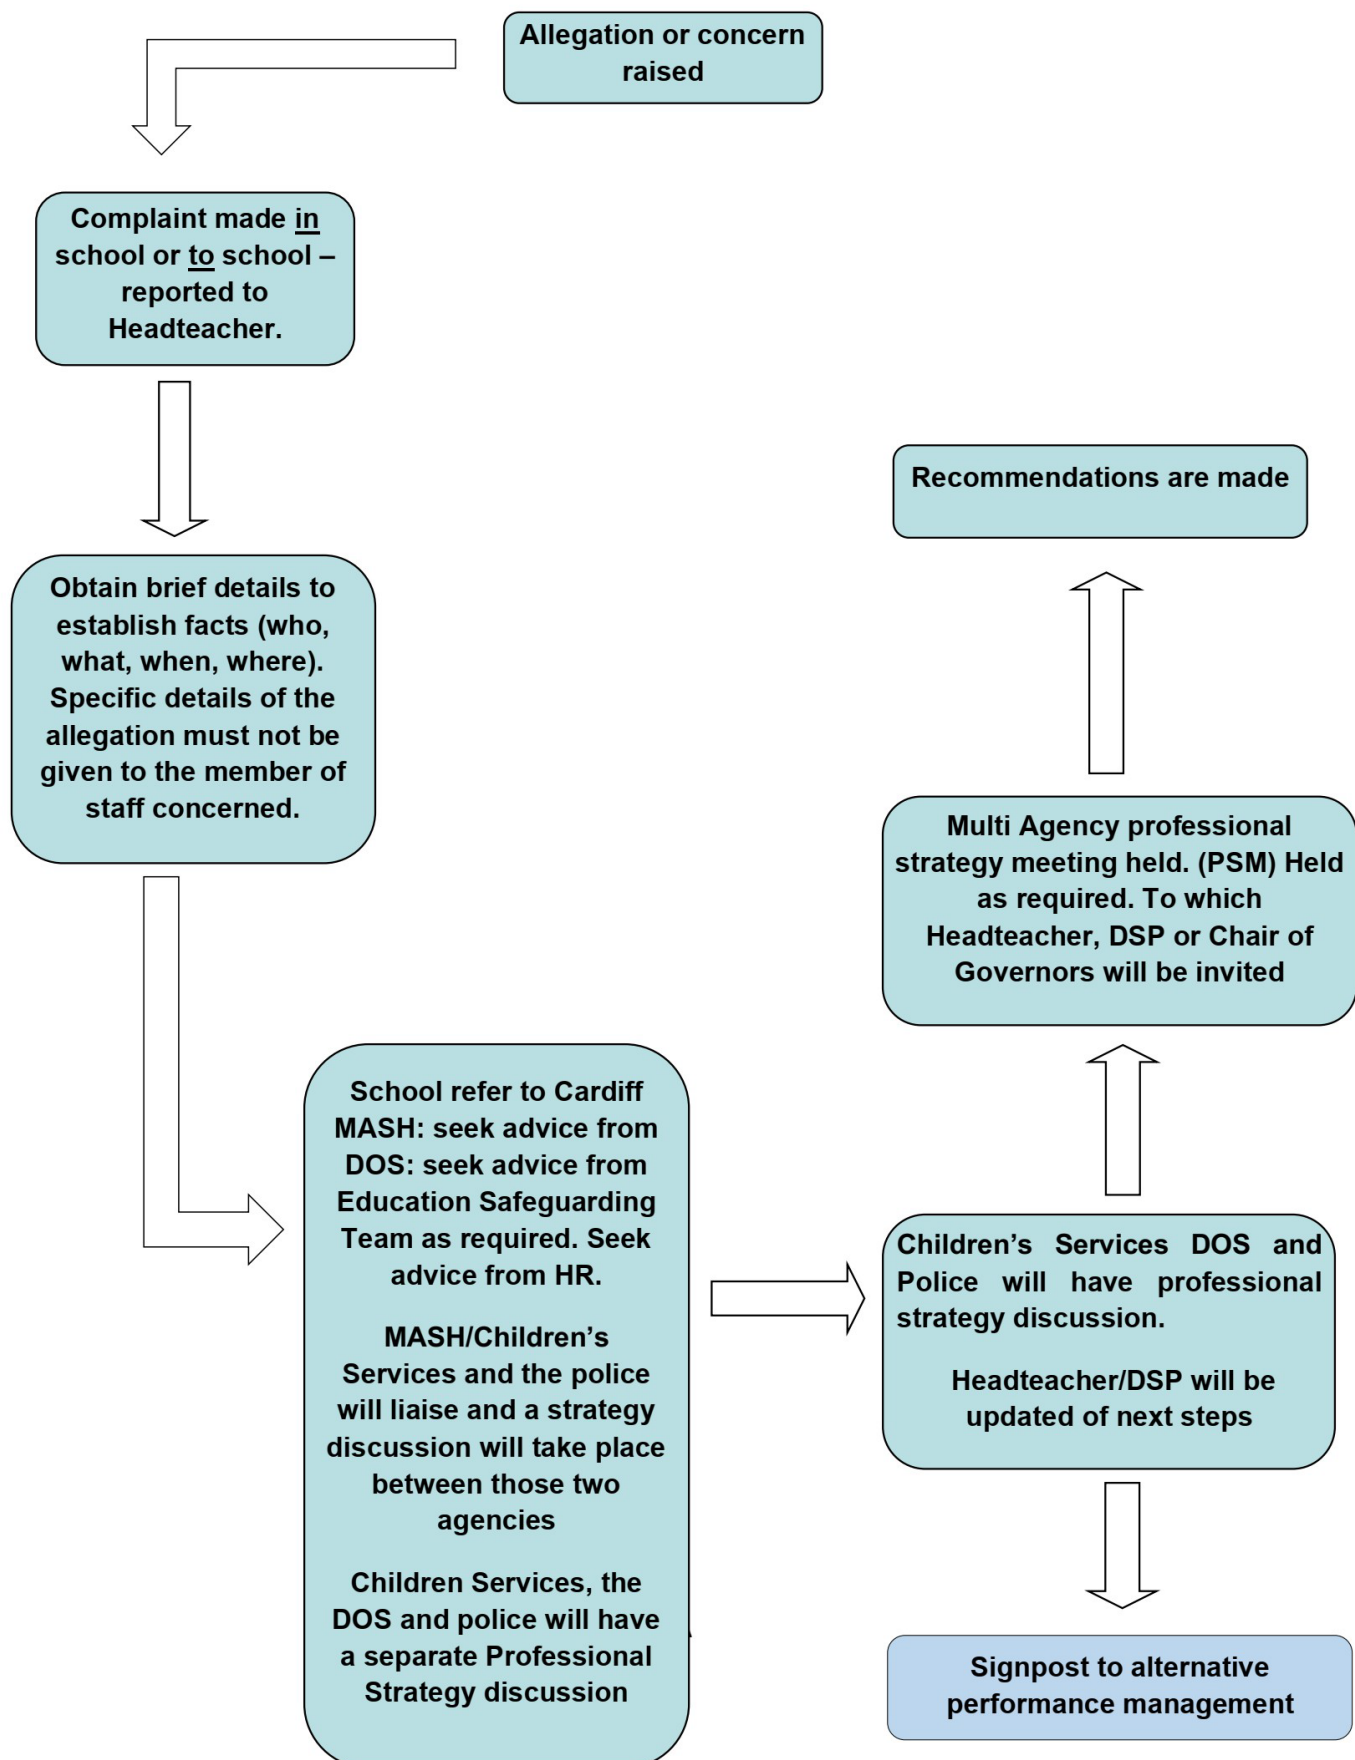 Allegation or concern
raised
Complaint made in
school or to school –
reported to
Headteacher.
Obtain brief details to
establish facts (who,
what, when, where).
Specific details of the
allegation must not be
given to the member of
staff concerned.
School refer to Cardiff
MASH: seek advice from
DOS: seek advice from
Education Safeguarding
Team as required. Seek
advice from HR.
MASH/Children’s
Services and the police
will liaise and a strategy
discussion will take place
between those two
agencies
Children Services, the
DOS and police will have
a separate Professional
Strategy discussion
Children’s Services DOS and
Police will have professional
strategy discussion.
Headteacher/DSP will be
updated of next steps
Multi Agency professional
strategy meeting held. (PSM) Held
as required. To which
Headteacher, DSP or Chair of
Governors will be invited
Recommendations are made
Signpost to alternative
performance management